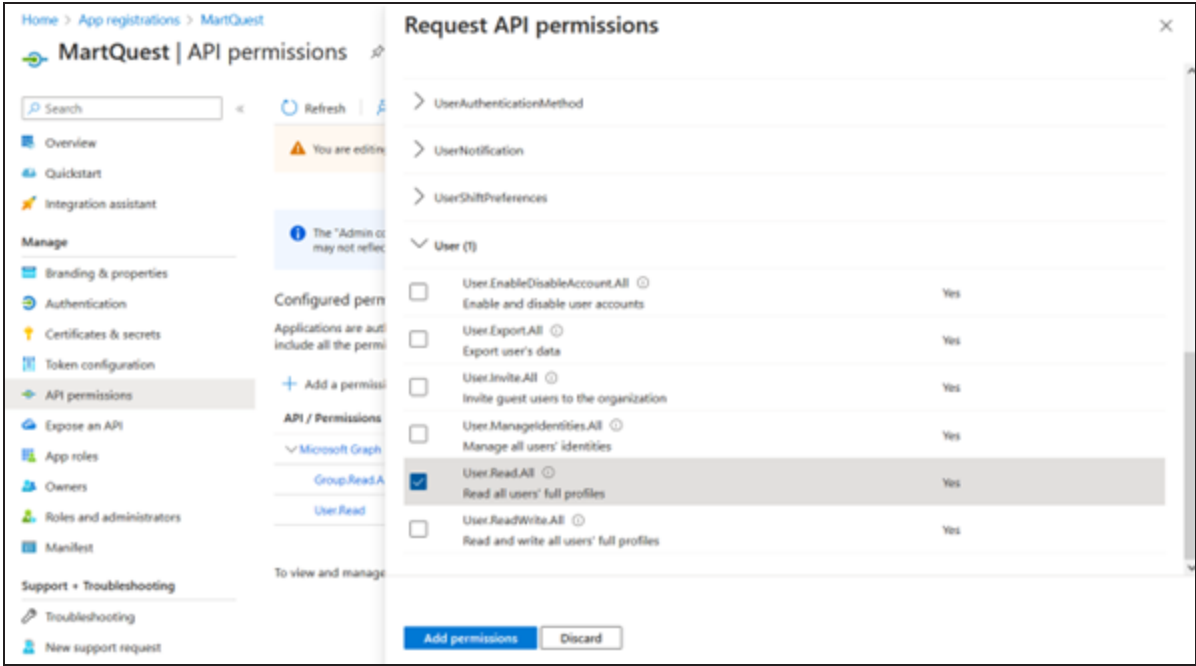 Home > App registrations > MartQuest
MartQuest | API permissions
Search
«
Overview
Quickstart
Integration assistant
Manage
Branding & properties
Authentication
Certificates & secrets
Token configuration
API permissions
Expose an API
App roles
Owners
Roles and administrators
Manifest
Support + Troubleshooting
Troubleshooting
New support request
Refresh
You are editing
The "Admin co
may not reflec
Configured perm
Applications are aut
include all the permi
Add a permissi
API / Permissions
Microsoft Graph
Group.Read.A
User.Read
To view and manage
Request API permissions
UserAuthenticationMethod
UserNotification
UserShiftPreferences
User (1)
User.EnableDisableAccount.All
Enable and disable user accounts
Yes
User.Export.All
Export user's data
Yes
User.Invite.All
Invite guest users to the organization
Yes
User.ManageIdentities.All
Manage all users' identities
Yes
User.Read.All
Read all users' full profiles
Yes
User.ReadWrite.All
Read and write all users' full profiles
Yes
Add permissions
Discard